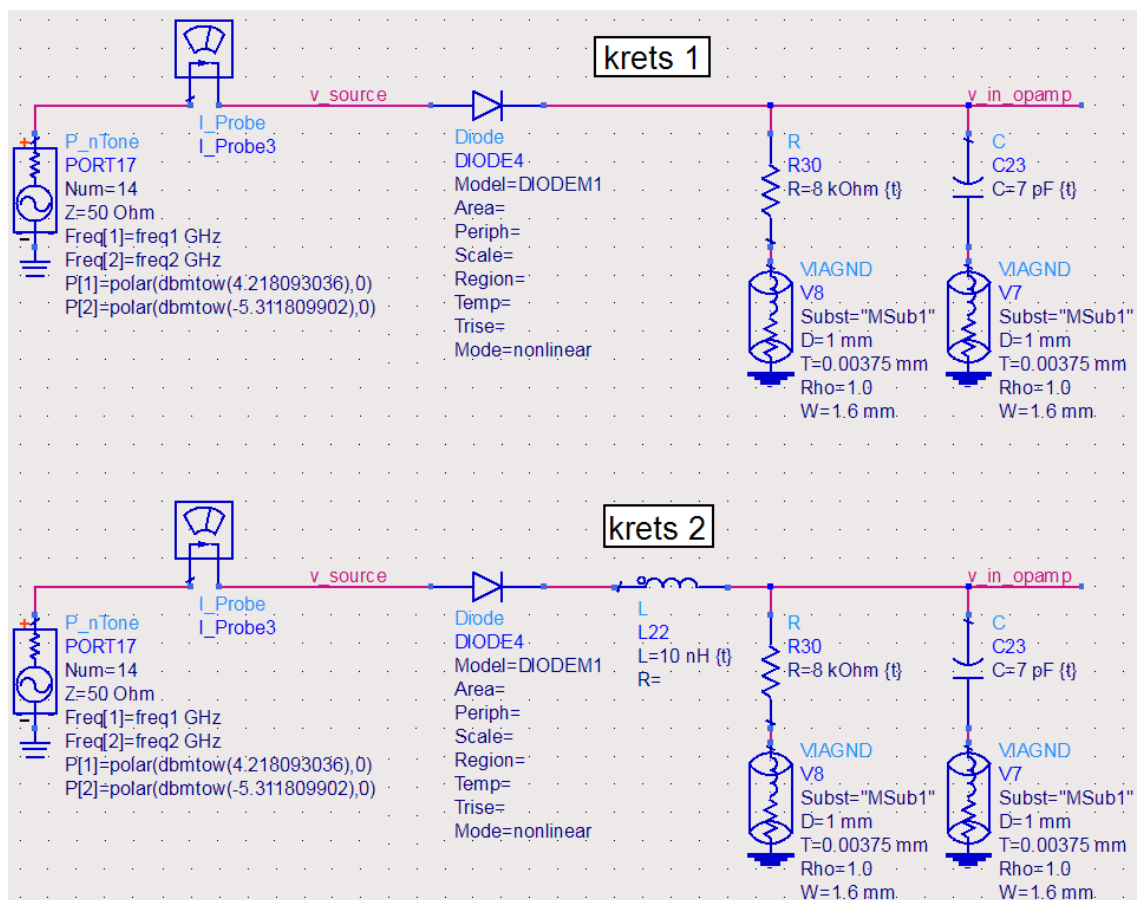 krets 1
v_source
v_in_opamp
I_Probe
I_Probe3
P_nTone
PORT17
Num=14
Z=50 Ohm
Freq[1]=freq1 GHz
Freq[2]=freq2 GHz
P[1]=polar(dbmtow(4.218093036),0)
P[2]=polar(dbmtow(-5.311809902),0)
Diode
DIODE4
Model=DIODEM1
Area=
Periph=
Scale=
Region=
Temp=
Trise=
Mode=nonlinear
R
R30
R=8 kOhm {t}
C
C23
C=7 pF {t}
VIAGND
V8
Subst="MSub1"
D=1 mm
T=0.00375 mm
Rho=1.0
W=1.6 mm
VIAGND
V7
Subst="MSub1"
D=1 mm
T=0.00375 mm
Rho=1.0
W=1.6 mm
krets 2
v_source
v_in_opamp
I_Probe
I_Probe3
P_nTone
PORT17
Num=14
Z=50 Ohm
Freq[1]=freq1 GHz
Freq[2]=freq2 GHz
P[1]=polar(dbmtow(4.218093036),0)
P[2]=polar(dbmtow(-5.311809902),0)
Diode
DIODE4
Model=DIODEM1
Area=
Periph=
Scale=
Region=
Temp=
Trise=
Mode=nonlinear
L
L22
L=10 nH {t}
R=
R
R30
R=8 kOhm {t}
C
C23
C=7 pF {t}
VIAGND
V8
Subst="MSub1"
D=1 mm
T=0.00375 mm
Rho=1.0
W=1.6 mm
VIAGND
V7
Subst="MSub1"
D=1 mm
T=0.00375 mm
Rho=1.0
W=1.6 mm